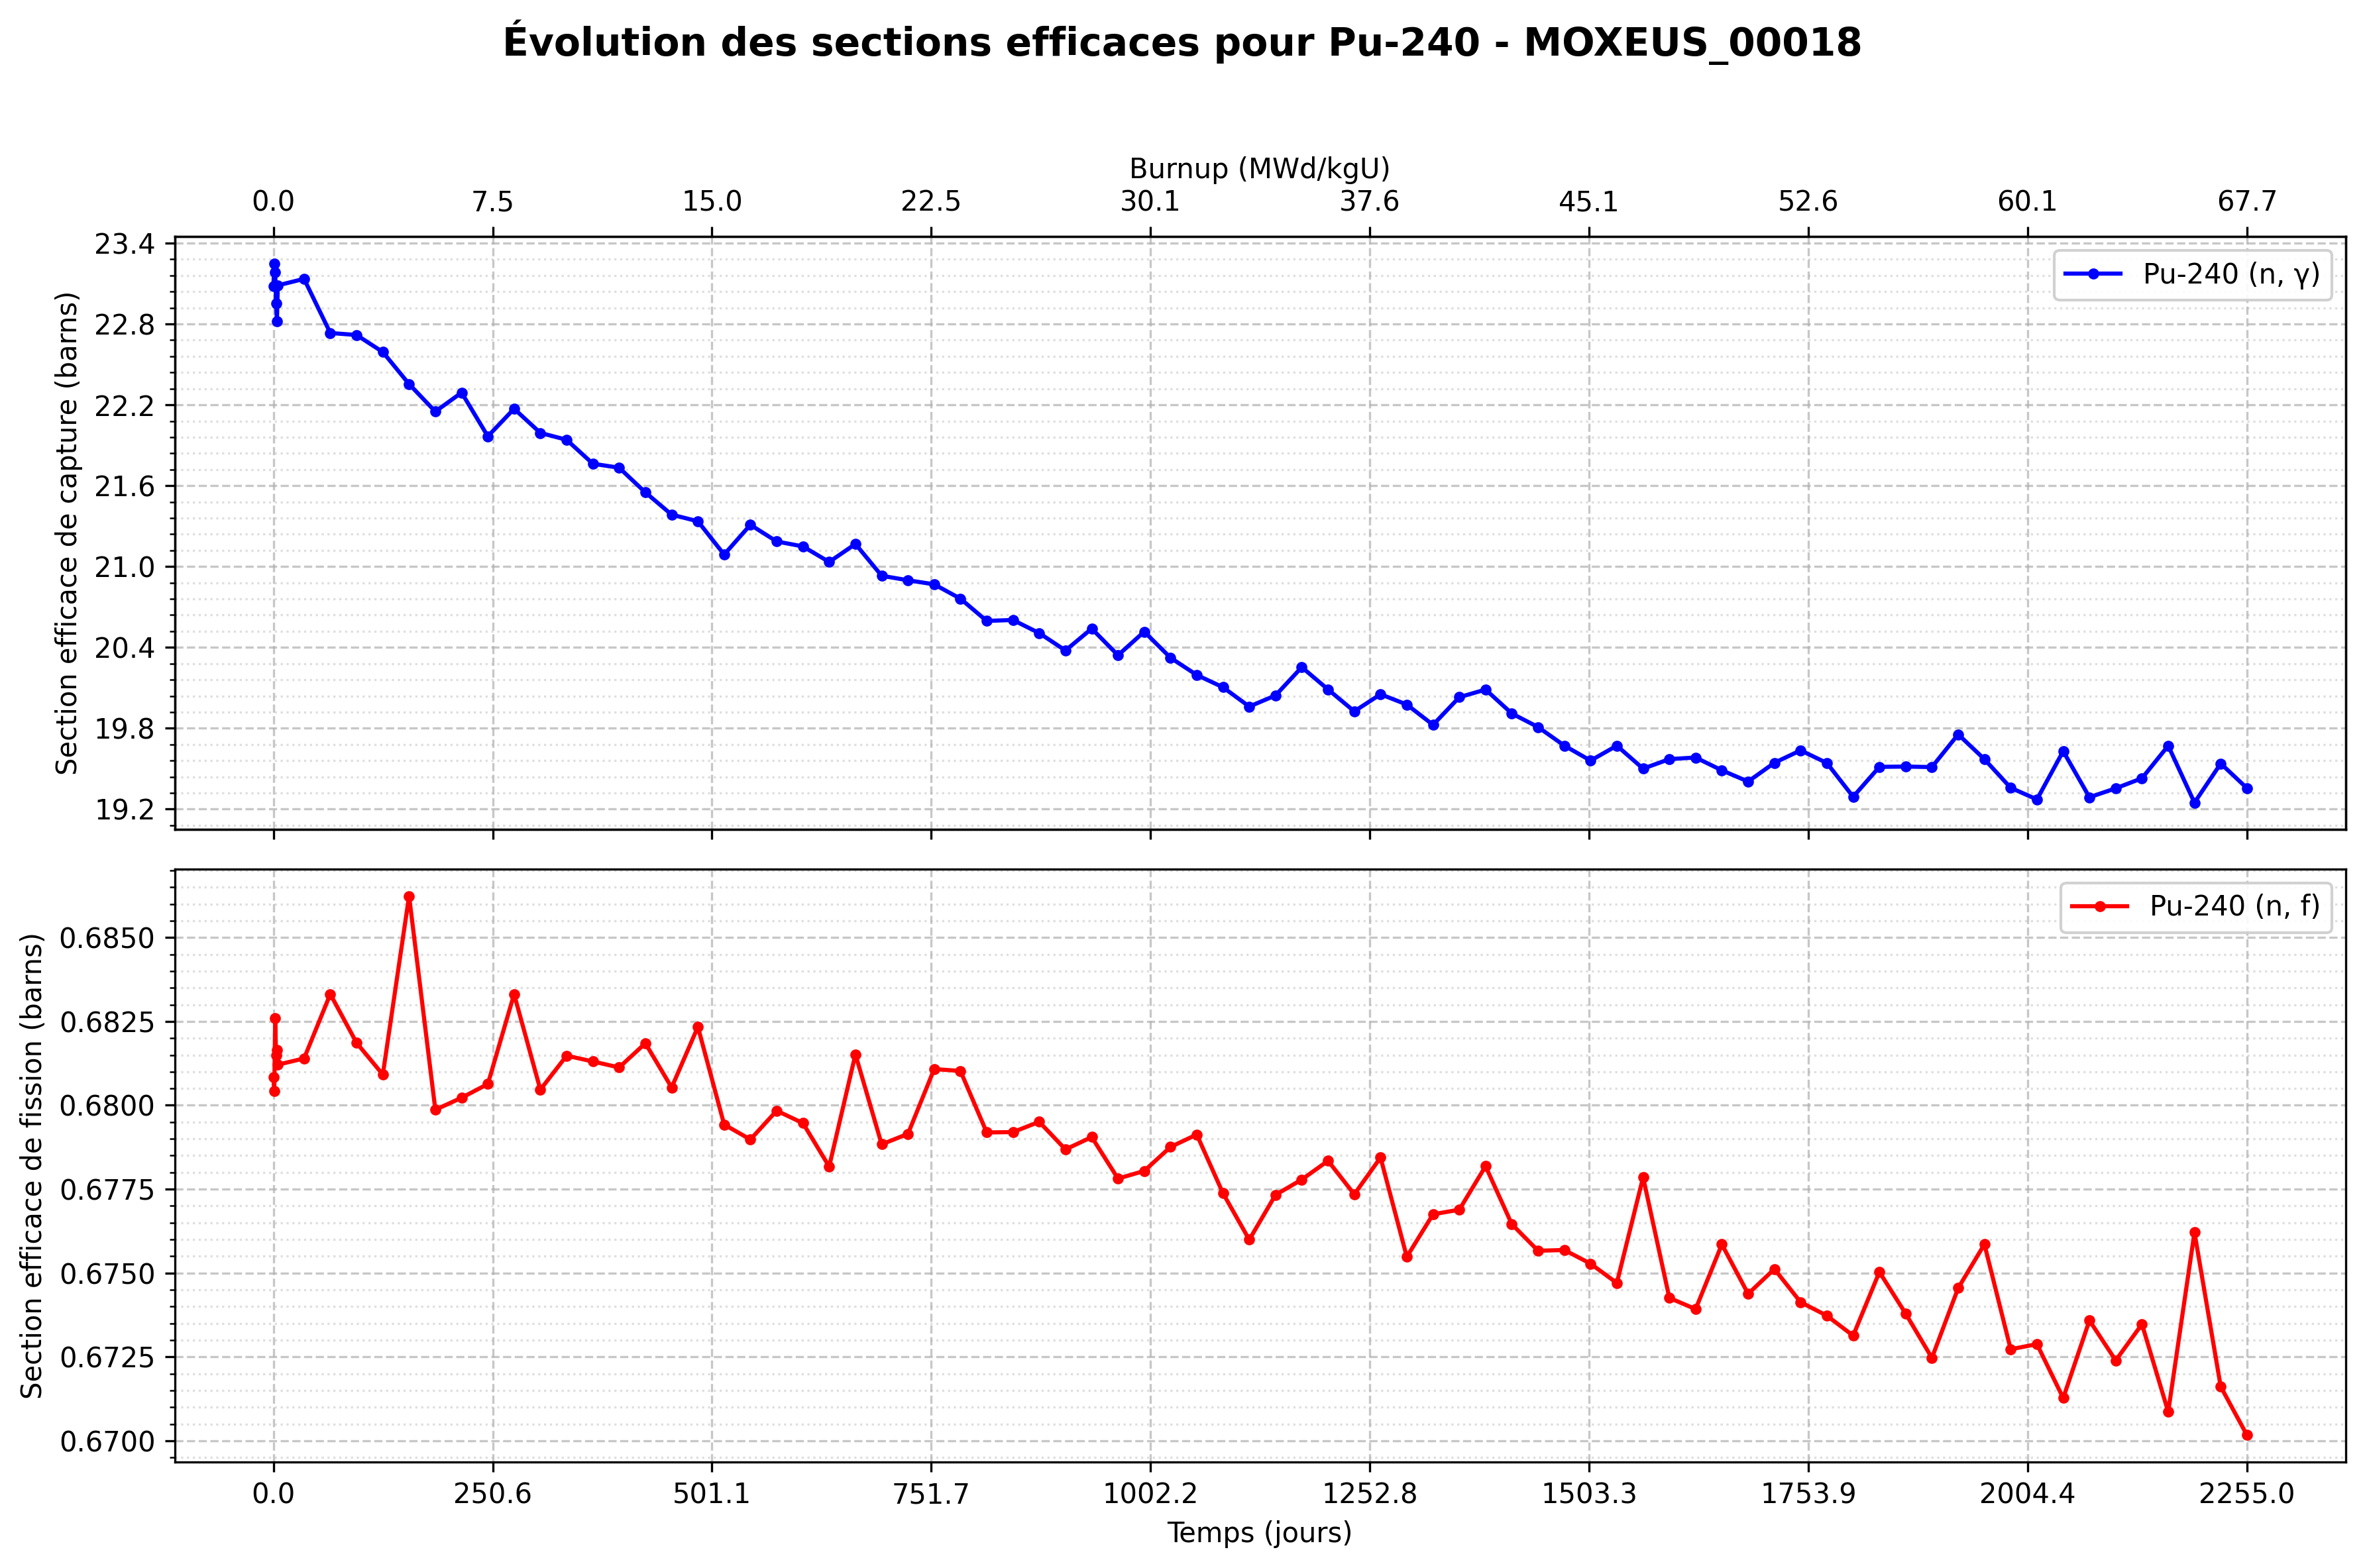 Évolution des sections efficaces pour Pu-240 - MOXEUS_00018
Burnup (MWd/kgU)
0.0 7.5 15.0 22.5 30.1 37.6 45.1 52.6 60.1 67.7
Section efficace de capture (barns)
23.4
22.8
22.2
21.6
21.0
20.4
19.8
19.2
Pu-240 (n, γ)
Section efficace de fission (barns)
0.6850
0.6825
0.6800
0.6775
0.6750
0.6725
0.6700
Pu-240 (n, f)
0.0 250.6 501.1 751.7 1002.2 1252.8 1503.3 1753.9 2004.4 2255.0
Temps (jours)